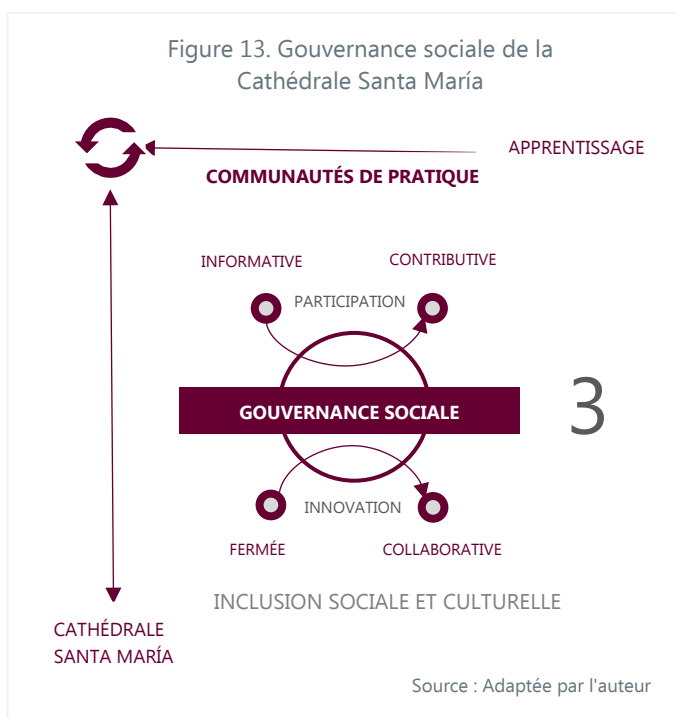 Figure 13. Gouvernance sociale de la
Cathédrale Santa María
APPRENTISSAGE
COMMUNAUTÉS DE PRATIQUE
INFORMATIVE
CONTRIBUTIVE
PARTICIPATION
GOUVERNANCE SOCIALE
3
INNOVATION
FERMÉE
COLLABORATIVE
INCLUSION SOCIALE ET CULTURELLE
CATHÉDRALE
SANTA MARÍA
Source : Adaptée par l'auteur